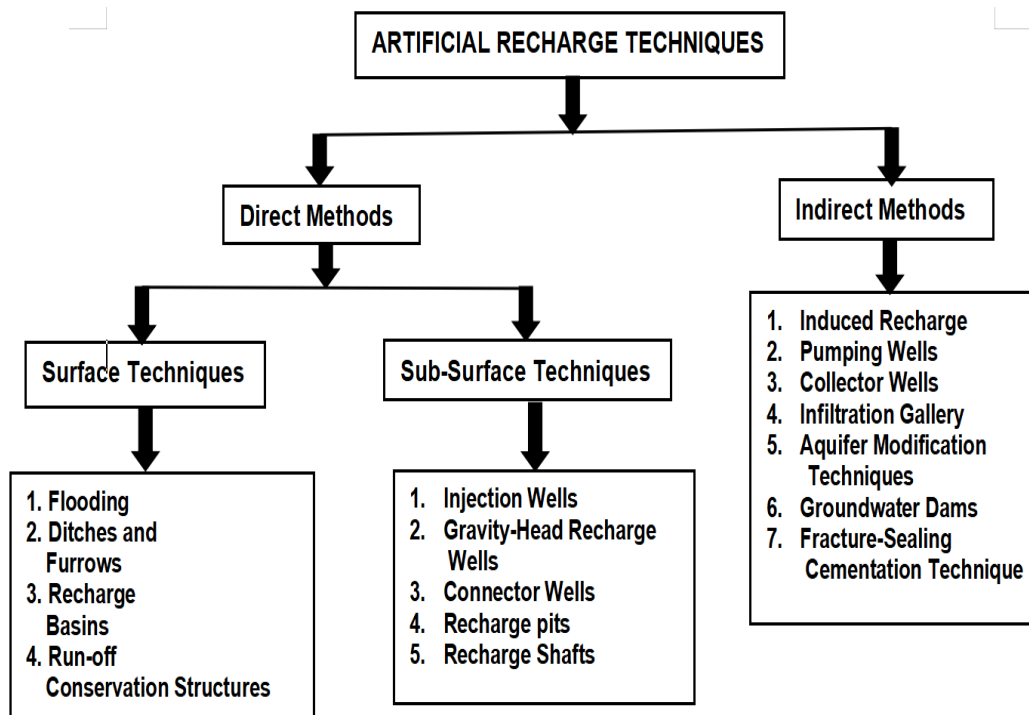 ARTIFICIAL RECHARGE TECHNIQUES
Direct Methods
Indirect Methods
Surface Techniques
Sub-Surface Techniques
1. Flooding
2. Ditches and
Furrows
3. Recharge
Basins
4. Run-off
Conservation Structures
1. Injection Wells
2. Gravity-Head Recharge
Wells
3. Connector Wells
4. Recharge pits
5. Recharge Shafts
1. Induced Recharge
2. Pumping Wells
3. Collector Wells
4. Infiltration Gallery
5. Aquifer Modification
Techniques
6. Groundwater Dams
7. Fracture-Sealing
Cementation Technique